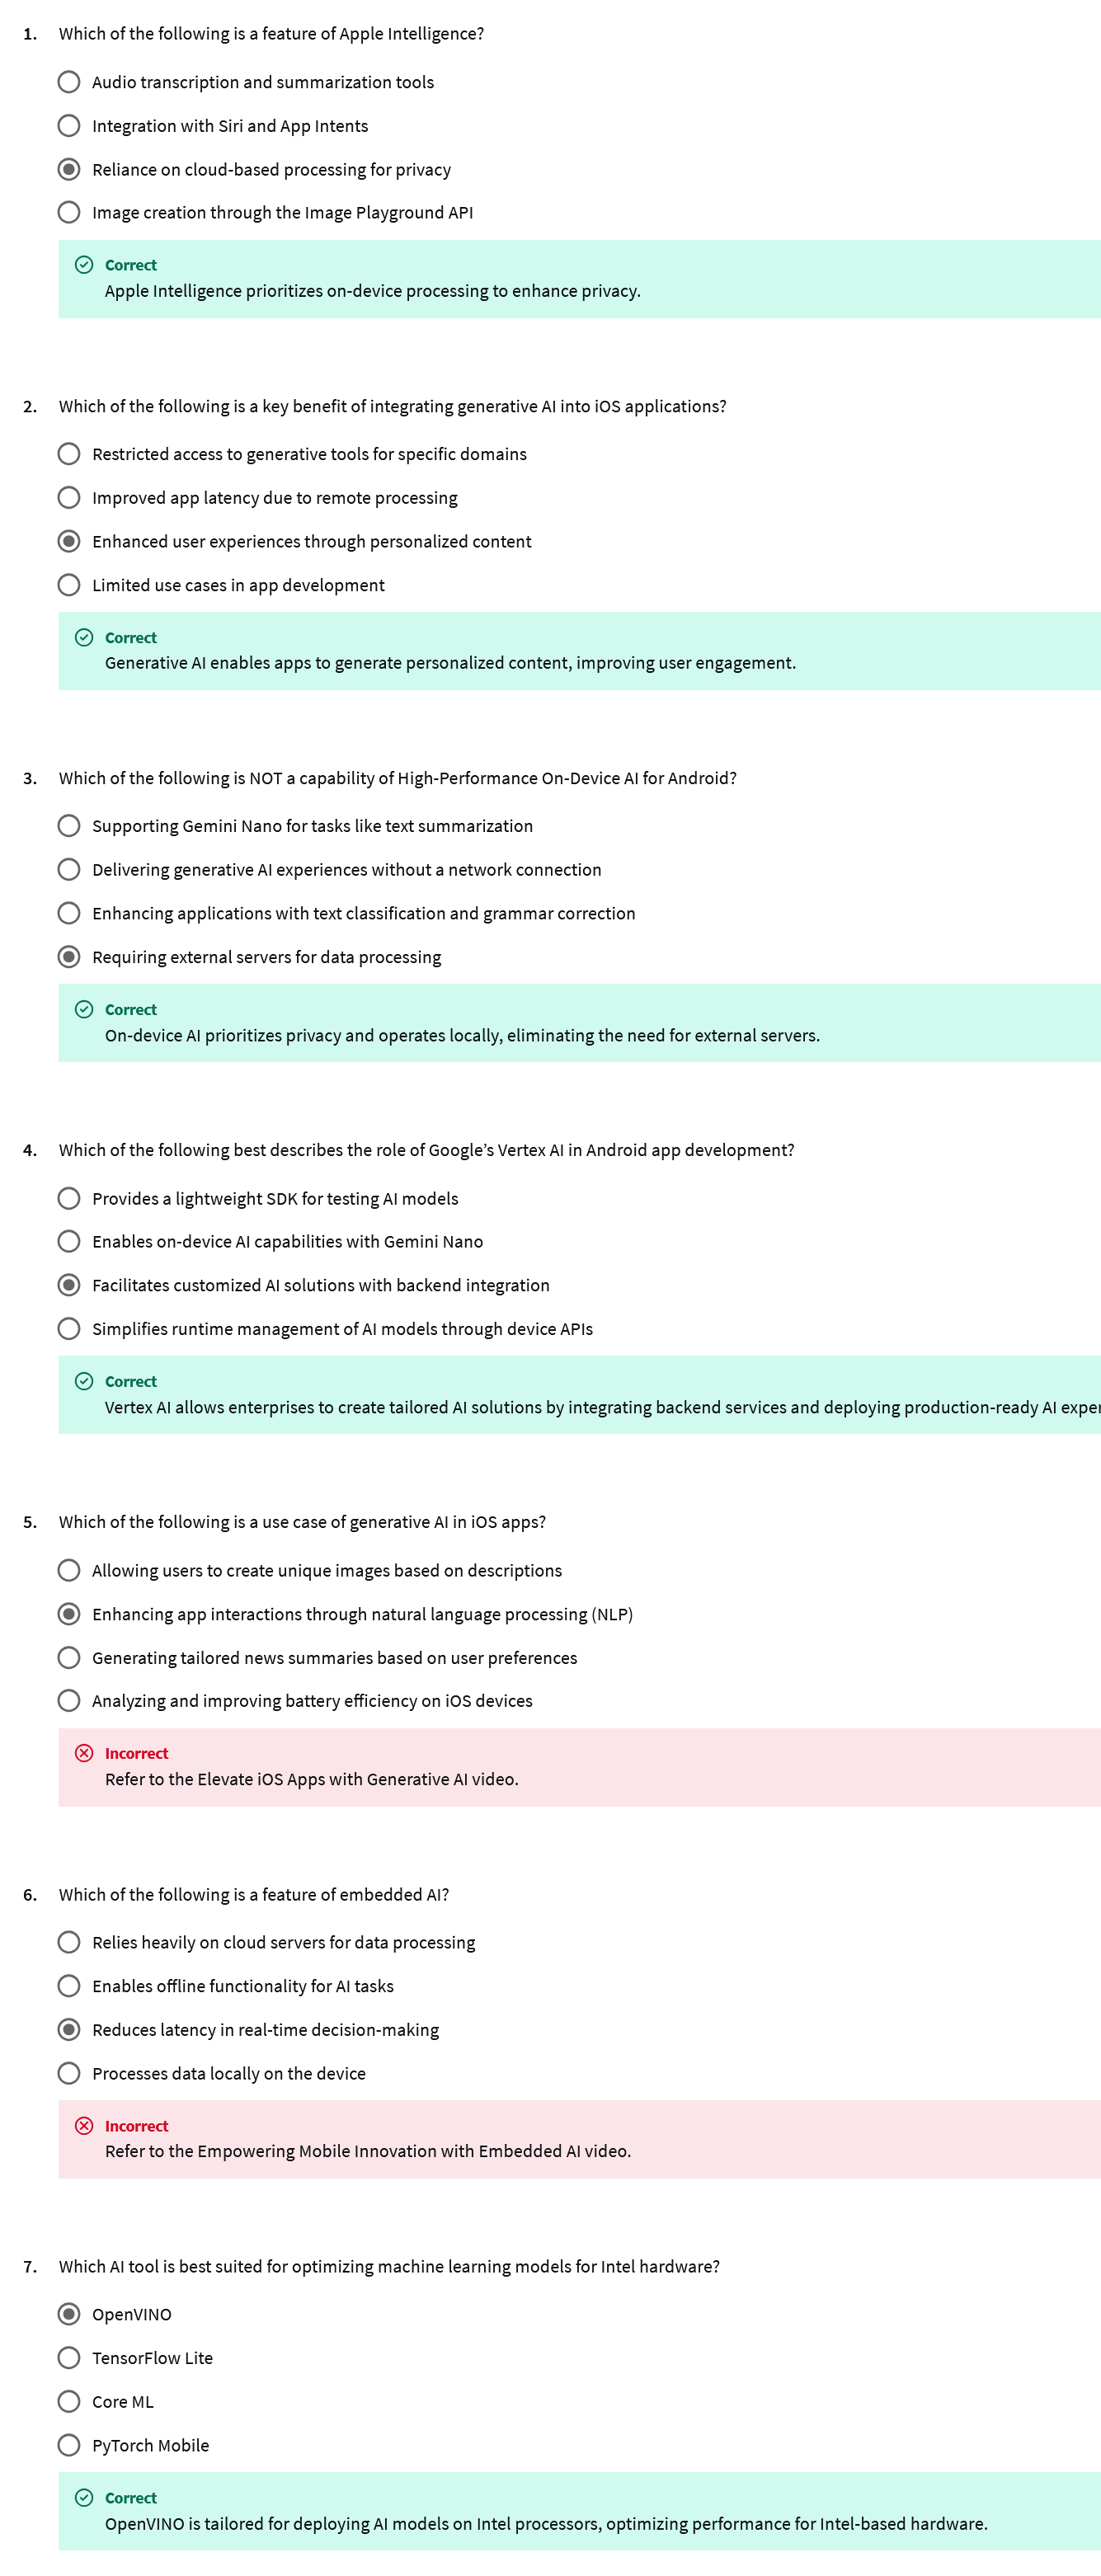 1. Which of the following is a feature of Apple Intelligence?
Audio transcription and summarization tools
Integration with Siri and App Intents
Reliance on cloud-based processing for privacy
Image creation through the Image Playground API
Correct
Apple Intelligence prioritizes on-device processing to enhance privacy.
2. Which of the following is a key benefit of integrating generative AI into iOS applications?
Restricted access to generative tools for specific domains
Improved app latency due to remote processing
Enhanced user experiences through personalized content
Limited use cases in app development
Correct
Generative AI enables apps to generate personalized content, improving user engagement.
3. Which of the following is NOT a capability of High-Performance On-Device AI for Android?
Supporting Gemini Nano for tasks like text summarization
Delivering generative AI experiences without a network connection
Enhancing applications with text classification and grammar correction
Requiring external servers for data processing
Correct
On-device AI prioritizes privacy and operates locally, eliminating the need for external servers.
4. Which of the following best describes the role of Google’s Vertex AI in Android app development?
Provides a lightweight SDK for testing AI models
Enables on-device AI capabilities with Gemini Nano
Facilitates customized AI solutions with backend integration
Simplifies runtime management of AI models through device APIs
Correct
Vertex AI allows enterprises to create tailored AI solutions by integrating backend services and deploying production-ready AI exper
5. Which of the following is a use case of generative AI in iOS apps?
Allowing users to create unique images based on descriptions
Enhancing app interactions through natural language processing (NLP)
Generating tailored news summaries based on user preferences
Analyzing and improving battery efficiency on iOS devices
Incorrect
Refer to the Elevate iOS Apps with Generative AI video.
6. Which of the following is a feature of embedded AI?
Relies heavily on cloud servers for data processing
Enables offline functionality for AI tasks
Reduces latency in real-time decision-making
Processes data locally on the device
Incorrect
Refer to the Empowering Mobile Innovation with Embedded AI video.
7. Which AI tool is best suited for optimizing machine learning models for Intel hardware?
OpenVINO
TensorFlow Lite
Core ML
PyTorch Mobile
Correct
OpenVINO is tailored for deploying AI models on Intel processors, optimizing performance for Intel-based hardware.